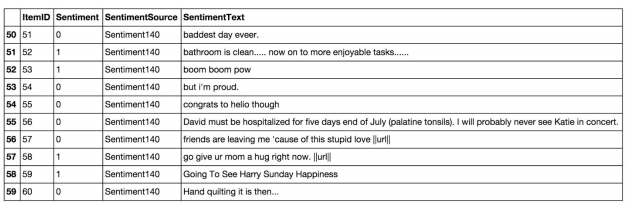 ItemID Sentiment SentimentSource SentimentText
50 51 0 Sentiment140 baddest day eveer.
51 52 1 Sentiment140 bathroom is clean..... now on to more enjoyable tasks......
52 53 1 Sentiment140 boom boom pow
53 54 0 Sentiment140 but i'm proud.
54 55 0 Sentiment140 congrats to helio though
55 56 0 Sentiment140 David must be hospitalized for five days end of July (palatine tonsils). I will probably never see Katie in concert.
56 57 0 Sentiment140 friends are leaving me 'cause of this stupid love ||url||
57 58 1 Sentiment140 go give ur mom a hug right now. ||url||
58 59 1 Sentiment140 Going To See Harry Sunday Happiness
59 60 0 Sentiment140 Hand quilting it is then...